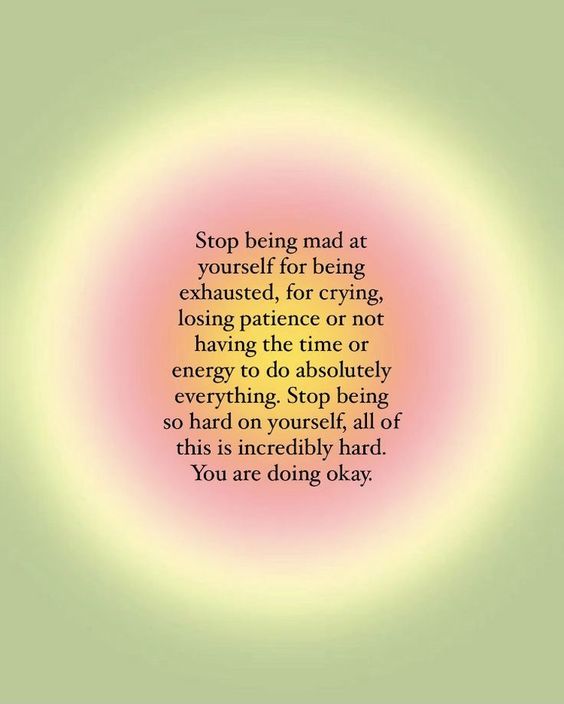 Stop being mad at
yourself for being
exhausted, for crying,
losing patience or not
having the time or
energy to do absolutely
everything. Stop being
so hard on yourself, all of
this is incredibly hard.
You are doing okay.